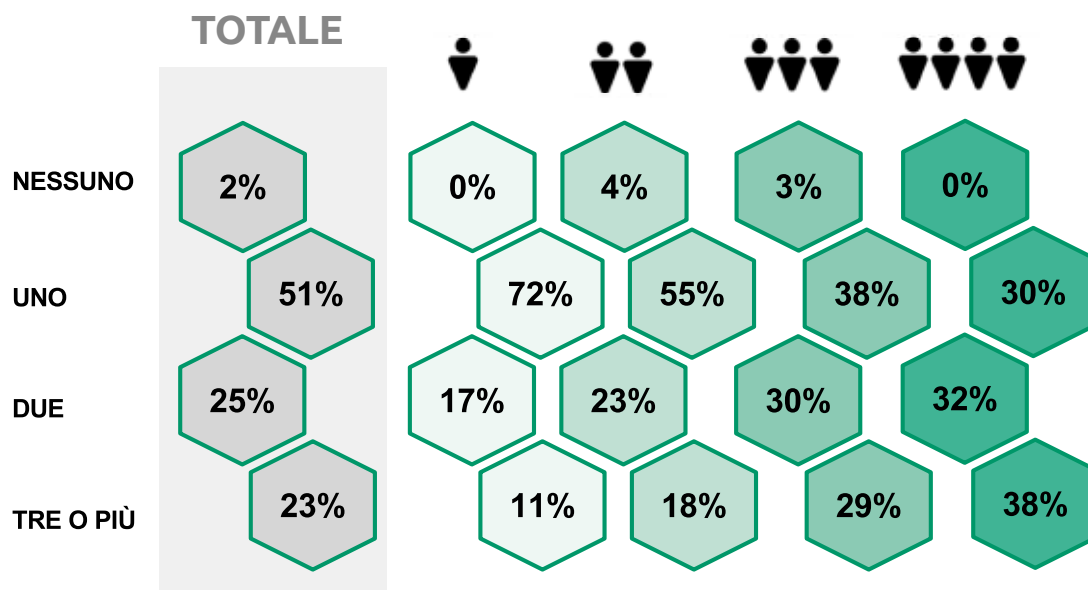 TOTALE
NESSUNO 2% 0% 4% 3% 0%
UNO 51% 72% 55% 38% 30%
DUE 25% 17% 23% 30% 32%
TRE O PIÙ 23% 11% 18% 29% 38%